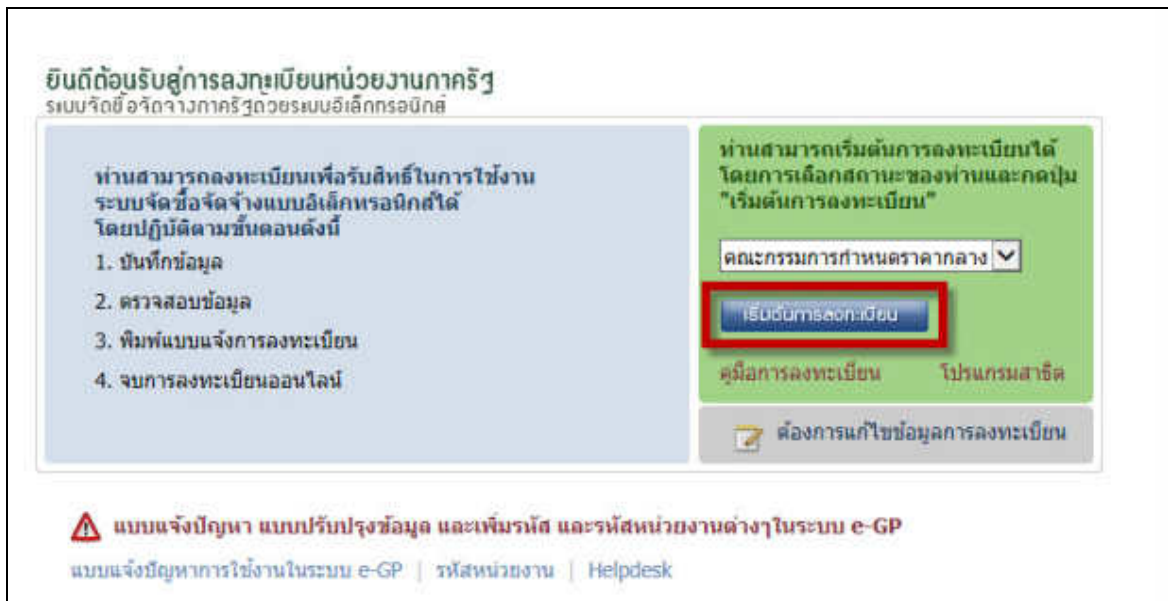 ยินดีต้อนรับสู่การลงทะเบียนหน่วยงานภาครัฐ
ระบบจัดซื้อจัดจ้างภาครัฐด้วยระบบอิเล็กทรอนิกส์
ท่านสามารถลงทะเบียนเพื่อรับสิทธิ์ในการใช้งาน
ระบบจัดซื้อจัดจ้างแบบอิเล็กทรอนิกส์ได้
โดยปฏิบัติตามขั้นตอนดังนี้
1. บันทึกข้อมูล
2. ตรวจสอบข้อมูล
3. พิมพ์แบบแจ้งการลงทะเบียน
4. จบการลงทะเบียนออนไลน์
ท่านสามารถเริ่มต้นการลงทะเบียนได้
โดยการเลือกสถานะของท่านและกดปุ่ม
"เริ่มต้นการลงทะเบียน"
คณะกรรมการกำหนดราคากลาง
เริ่มต้นการลงทะเบียน
คู่มือการลงทะเบียน โปรแกรมสาธิต
ต้องการแก้ไขข้อมูลการลงทะเบียน
แบบแจ้งปัญหา แบบปรับปรุงข้อมูล และเพิ่มรหัส และรหัสหน่วยงานต่างๆในระบบ e-GP
แบบแจ้งปัญหาการใช้งานในระบบ e-GP | รหัสหน่วยงาน | Helpdesk